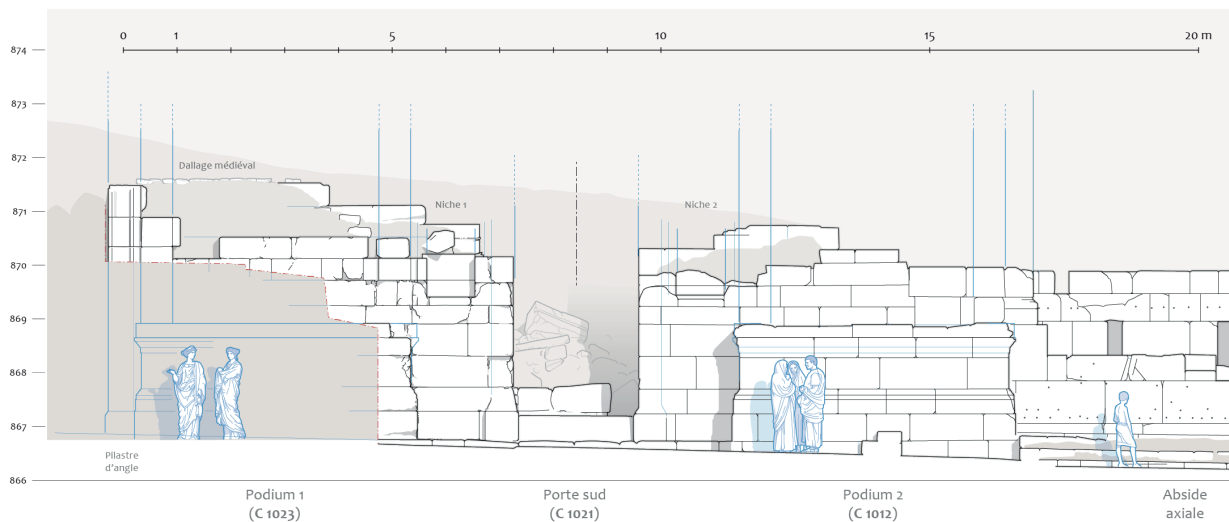 0 1 5 10 15 20 m
874
873
872
871
870
869
868
867
866
Dallage médiéval
Niche 1
Niche 2
Pilastre
d'angle
Podium 1
(C 1023)
Porte sud
(C 1021)
Podium 2
(C 1012)
Abside
axiale